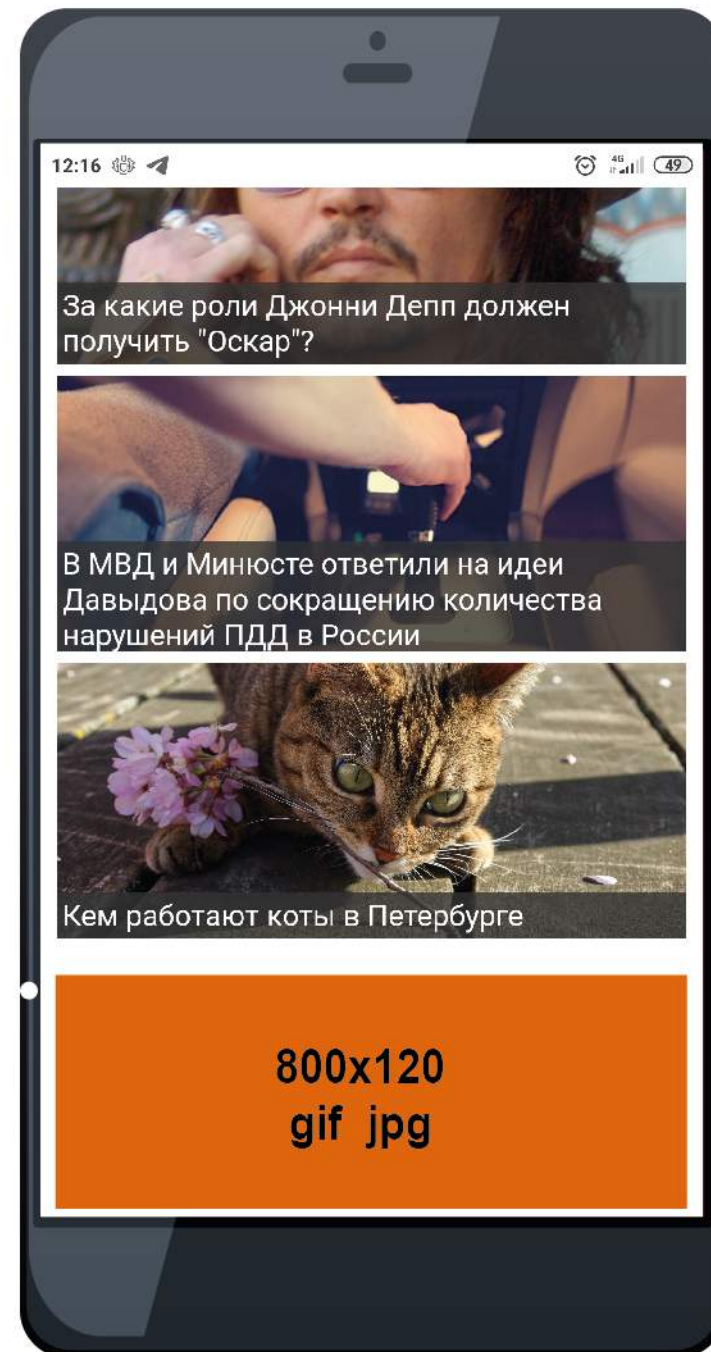 12:16
4G
49
За какие роли Джонни Депп должен
получить "Оскар"?
В МВД и Минюсте ответили на идеи
Давыдова по сокращению количества
нарушений ПДД в России
Кем работают коты в Петербурге
800x120
gif jpg